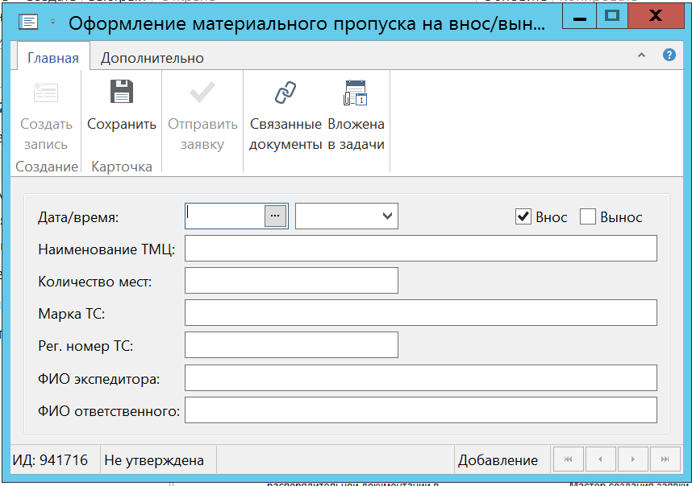 Оформление материального пропуска на внос/вын...
Главная Дополнительно
Создать запись
Сохранить
Отправить заявку
Связанные документы
Вложена в задачи
Создание Карточка
Дата/время: ... Внос Вынос
Наименование ТМЦ:
Количество мест:
Марка ТС:
Рег. номер ТС:
ФИО экспедитора:
ФИО ответственного:
ИД: 941716 Не утверждена Добавление